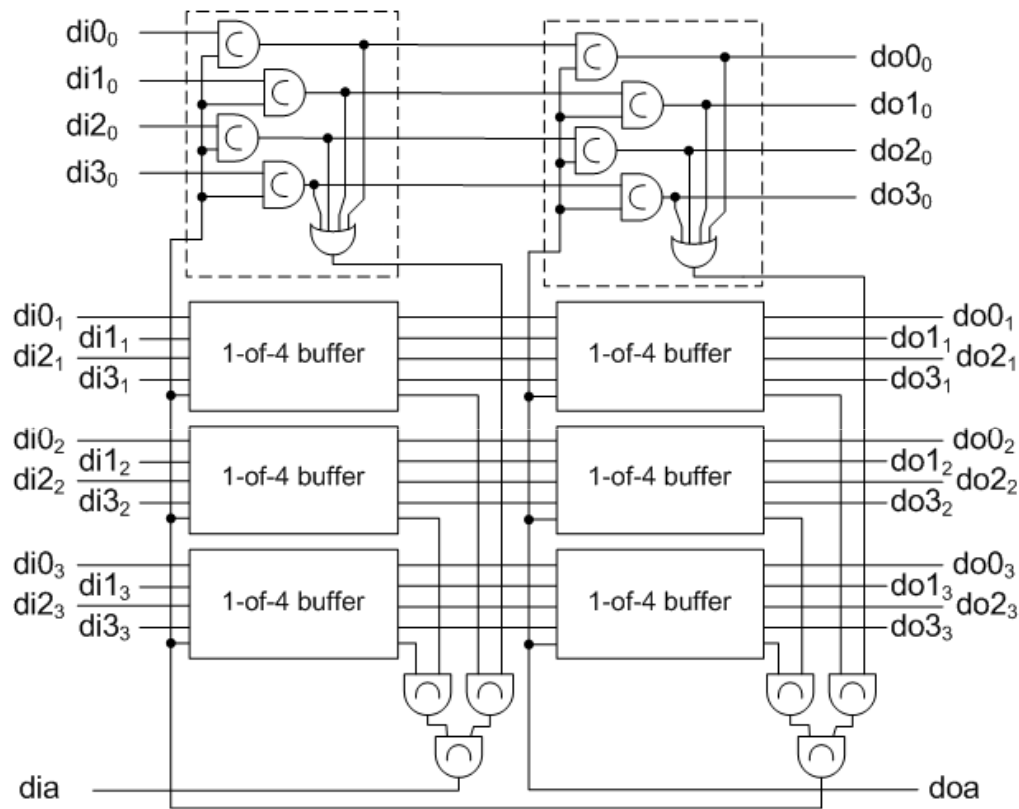 di0₀
do0₀
di1₀
do1₀
di2₀
do2₀
di3₀
do3₀
di0₁
1-of-4 buffer
1-of-4 buffer
do0₁
di1₁
do1₁
di2₁
do2₁
di3₁
do3₁
di0₂
1-of-4 buffer
1-of-4 buffer
do0₂
di1₂
do1₂
di2₂
do2₂
di3₂
do3₂
di0₃
1-of-4 buffer
1-of-4 buffer
do0₃
di1₃
do1₃
di2₃
do2₃
di3₃
do3₃
dia
doa